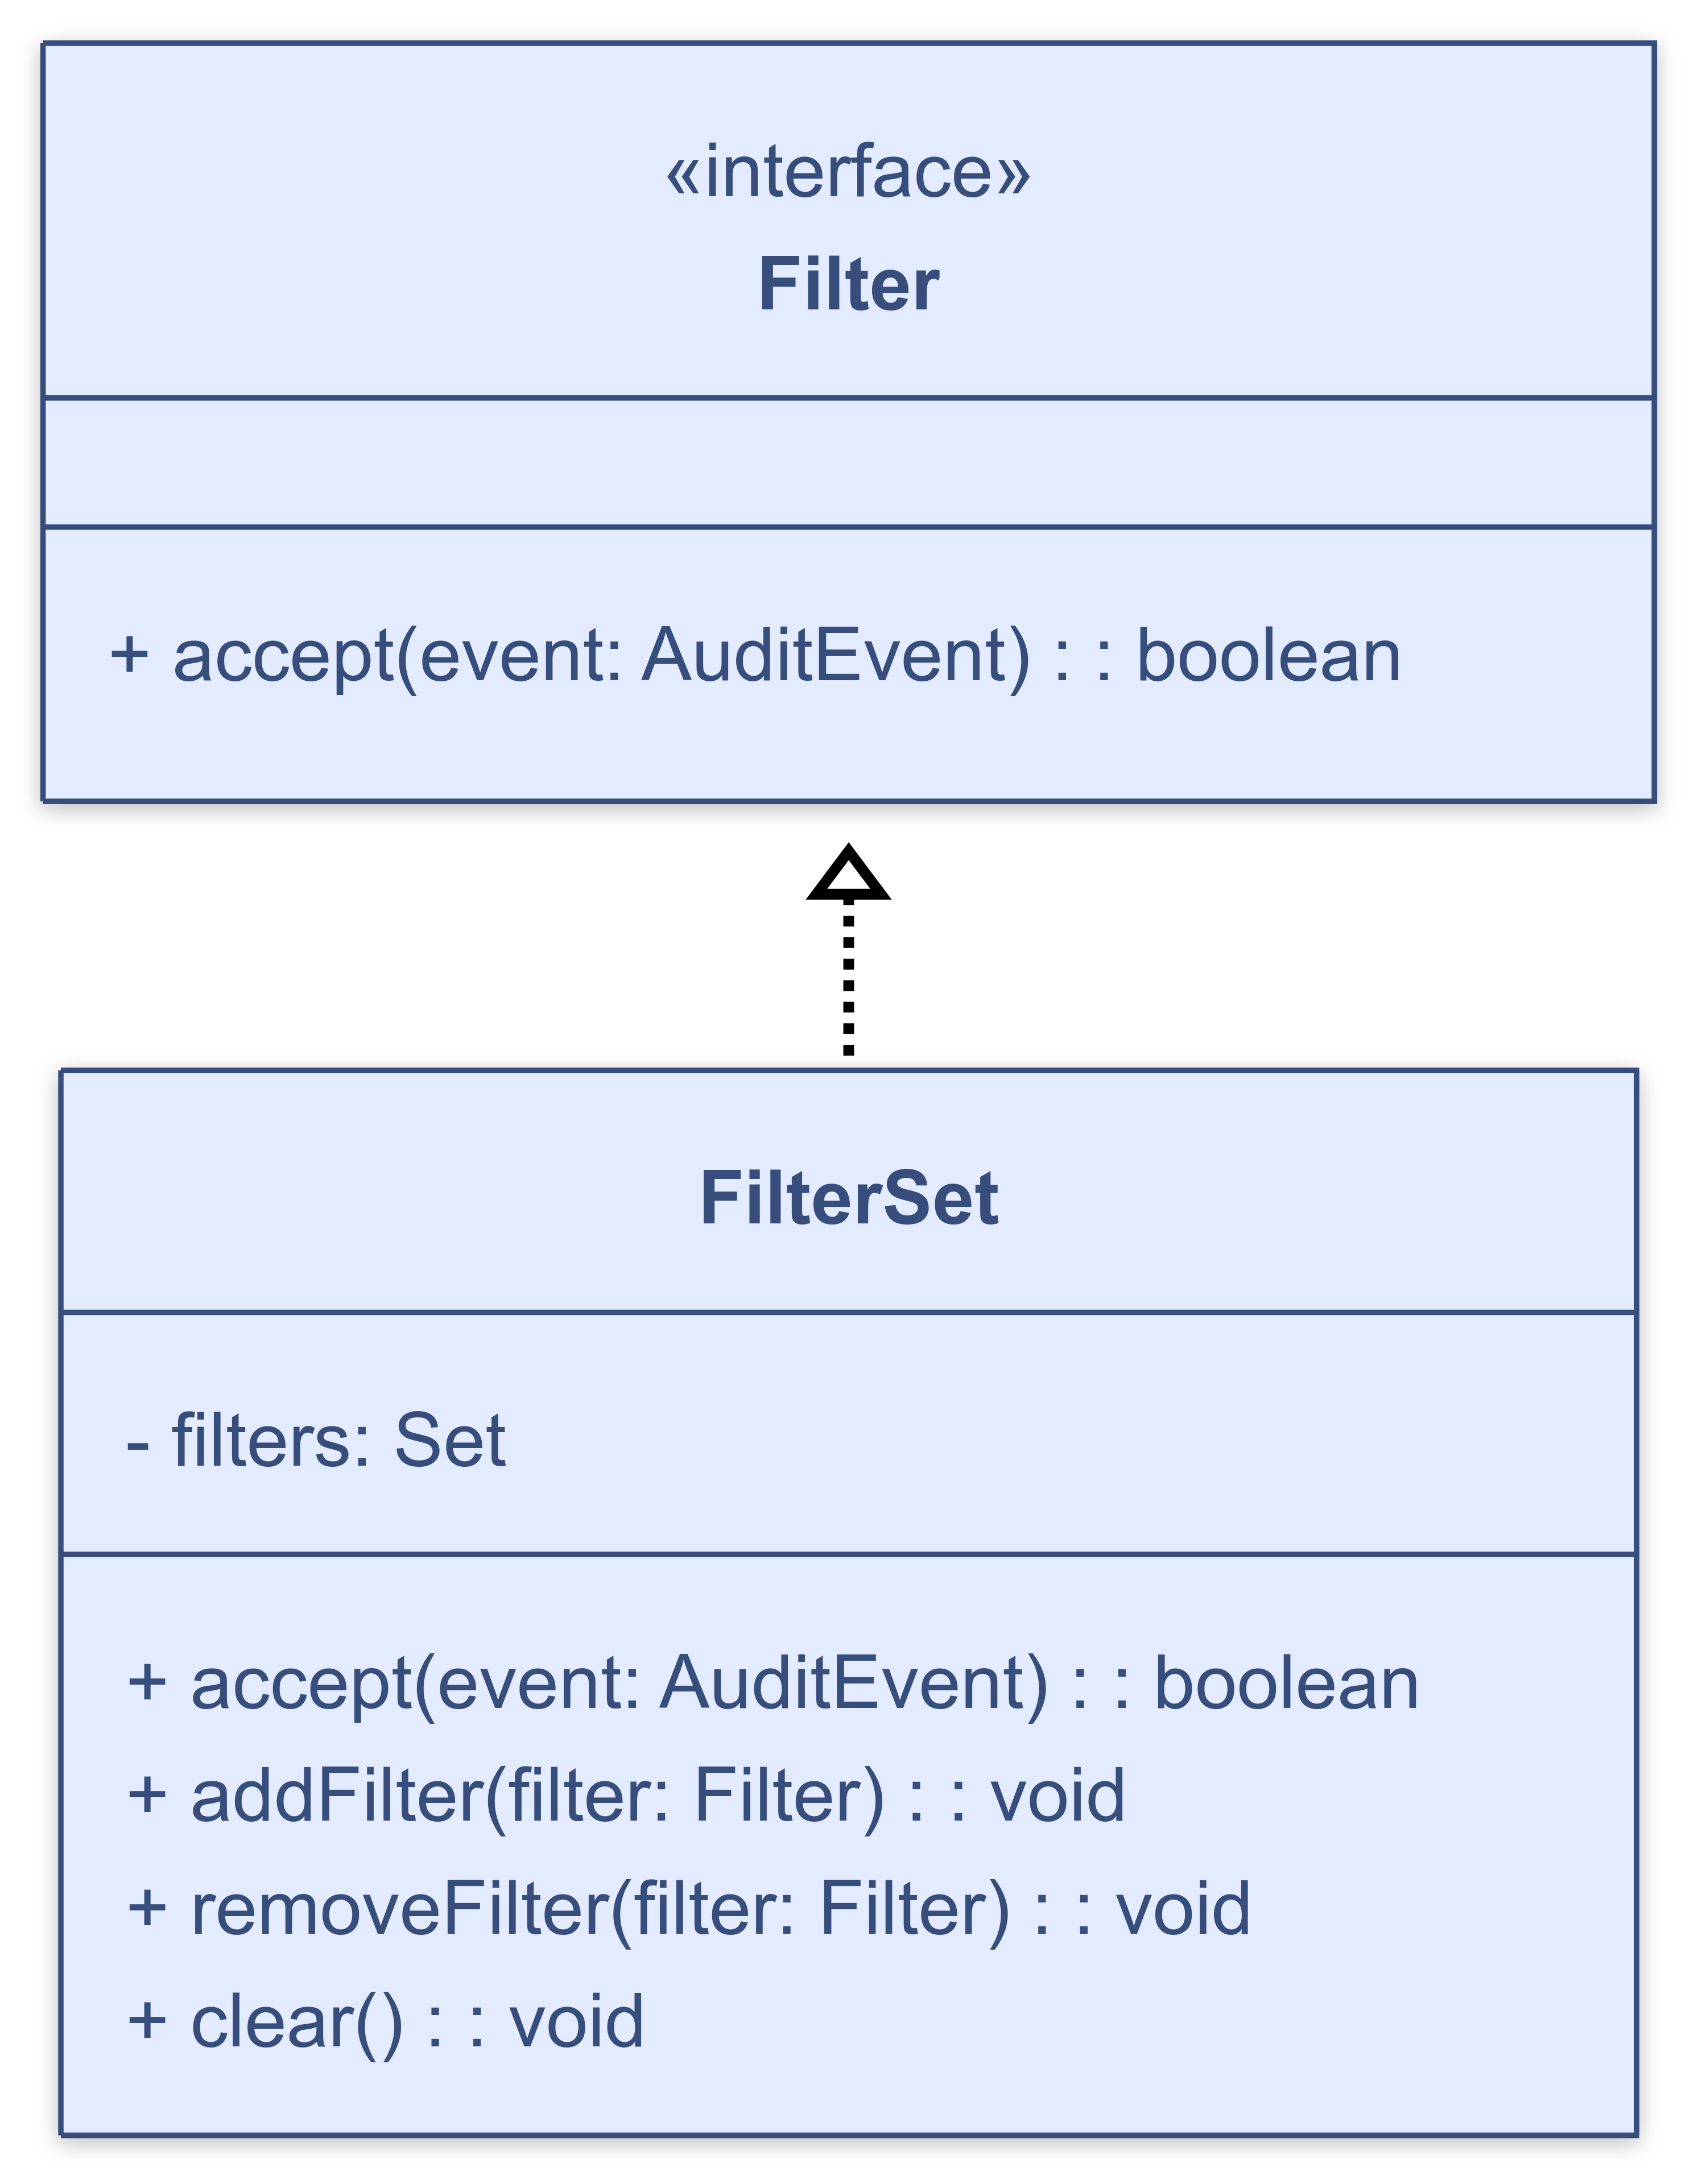 «interface»
Filter
+ accept(event: AuditEvent) : : boolean
FilterSet
- filters: Set
+ accept(event: AuditEvent) : : boolean
+ addFilter(filter: Filter) : : void
+ removeFilter(filter: Filter) : : void
+ clear() : : void